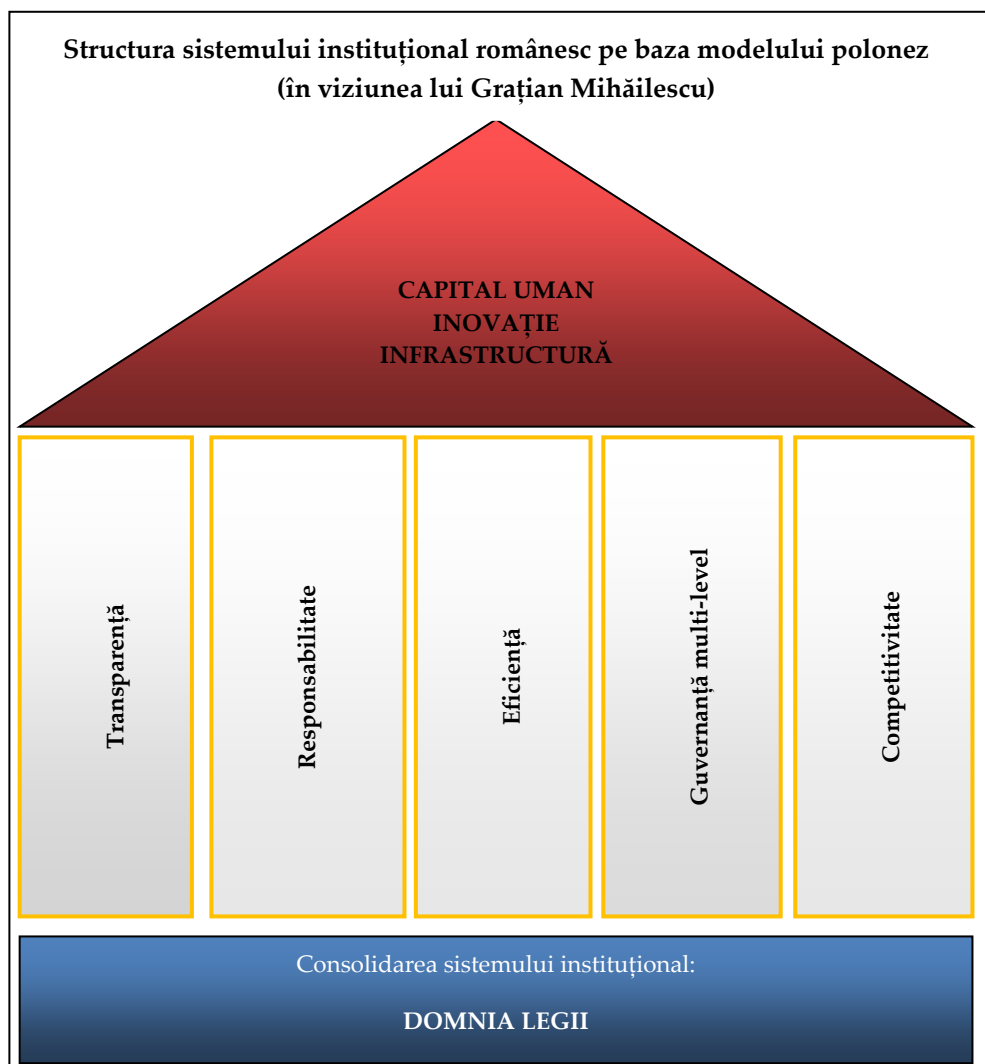 Structura sistemului instituțional românesc pe baza modelului polonez
(în viziunea lui Grațian Mihăilescu)
CAPITAL UMAN
INOVAȚIE
INFRASTRUCTURĂ
Transparență
Responsabilitate
Eficiență
Guvernanță multi-level
Competitivitate
Consolidarea sistemului instituțional:
DOMNIA LEGII